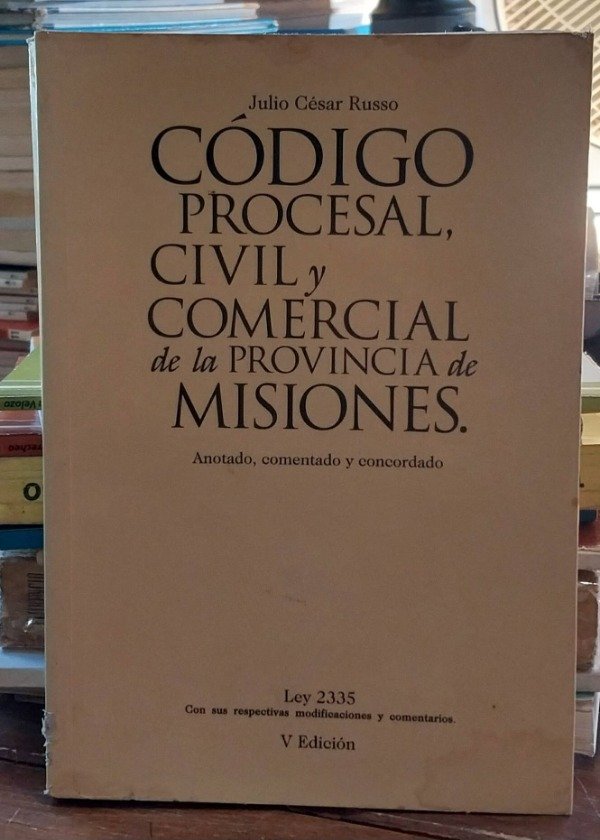 Julio César Russo
CÓDIGO
PROCESAL,
CIVIL y
COMERCIAL
de la PROVINCIA de
MISIONES.
Anotado, comentado y concordado
Ley 2335
Con sus respectivas modificaciones y comentarios.
V Edición
Velozo